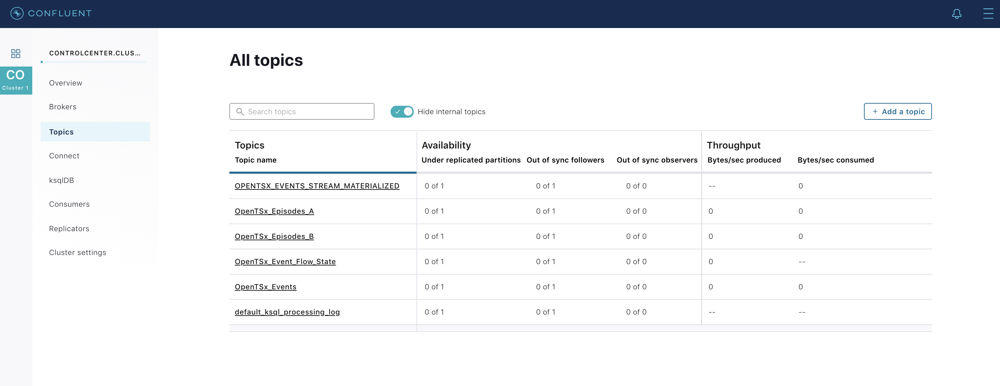 CONFLUENT
CONTROLCENTER.CLUS...
CO
Cluster 1
Overview
Brokers
Topics
Connect
ksqlDB
Consumers
Replicators
Cluster settings
All topics
Search topics
Hide internal topics
+ Add a topic
Topics Availability Throughput
Topic name Under replicated partitions Out of sync followers Out of sync observers Bytes/sec produced Bytes/sec consumed
OPENTSX_EVENTS_STREAM_MATERIALIZED 0 of 1 0 of 1 0 of 0 -- 0
OpenTSx_Episodes_A 0 of 1 0 of 1 0 of 0 0 0
OpenTSx_Episodes_B 0 of 1 0 of 1 0 of 0 0 0
OpenTSx_Event_Flow_State 0 of 1 0 of 1 0 of 0 0 --
OpenTSx_Events 0 of 1 0 of 1 0 of 0 0 0
default_ksql_processing_log 0 of 1 0 of 1 0 of 0 -- --